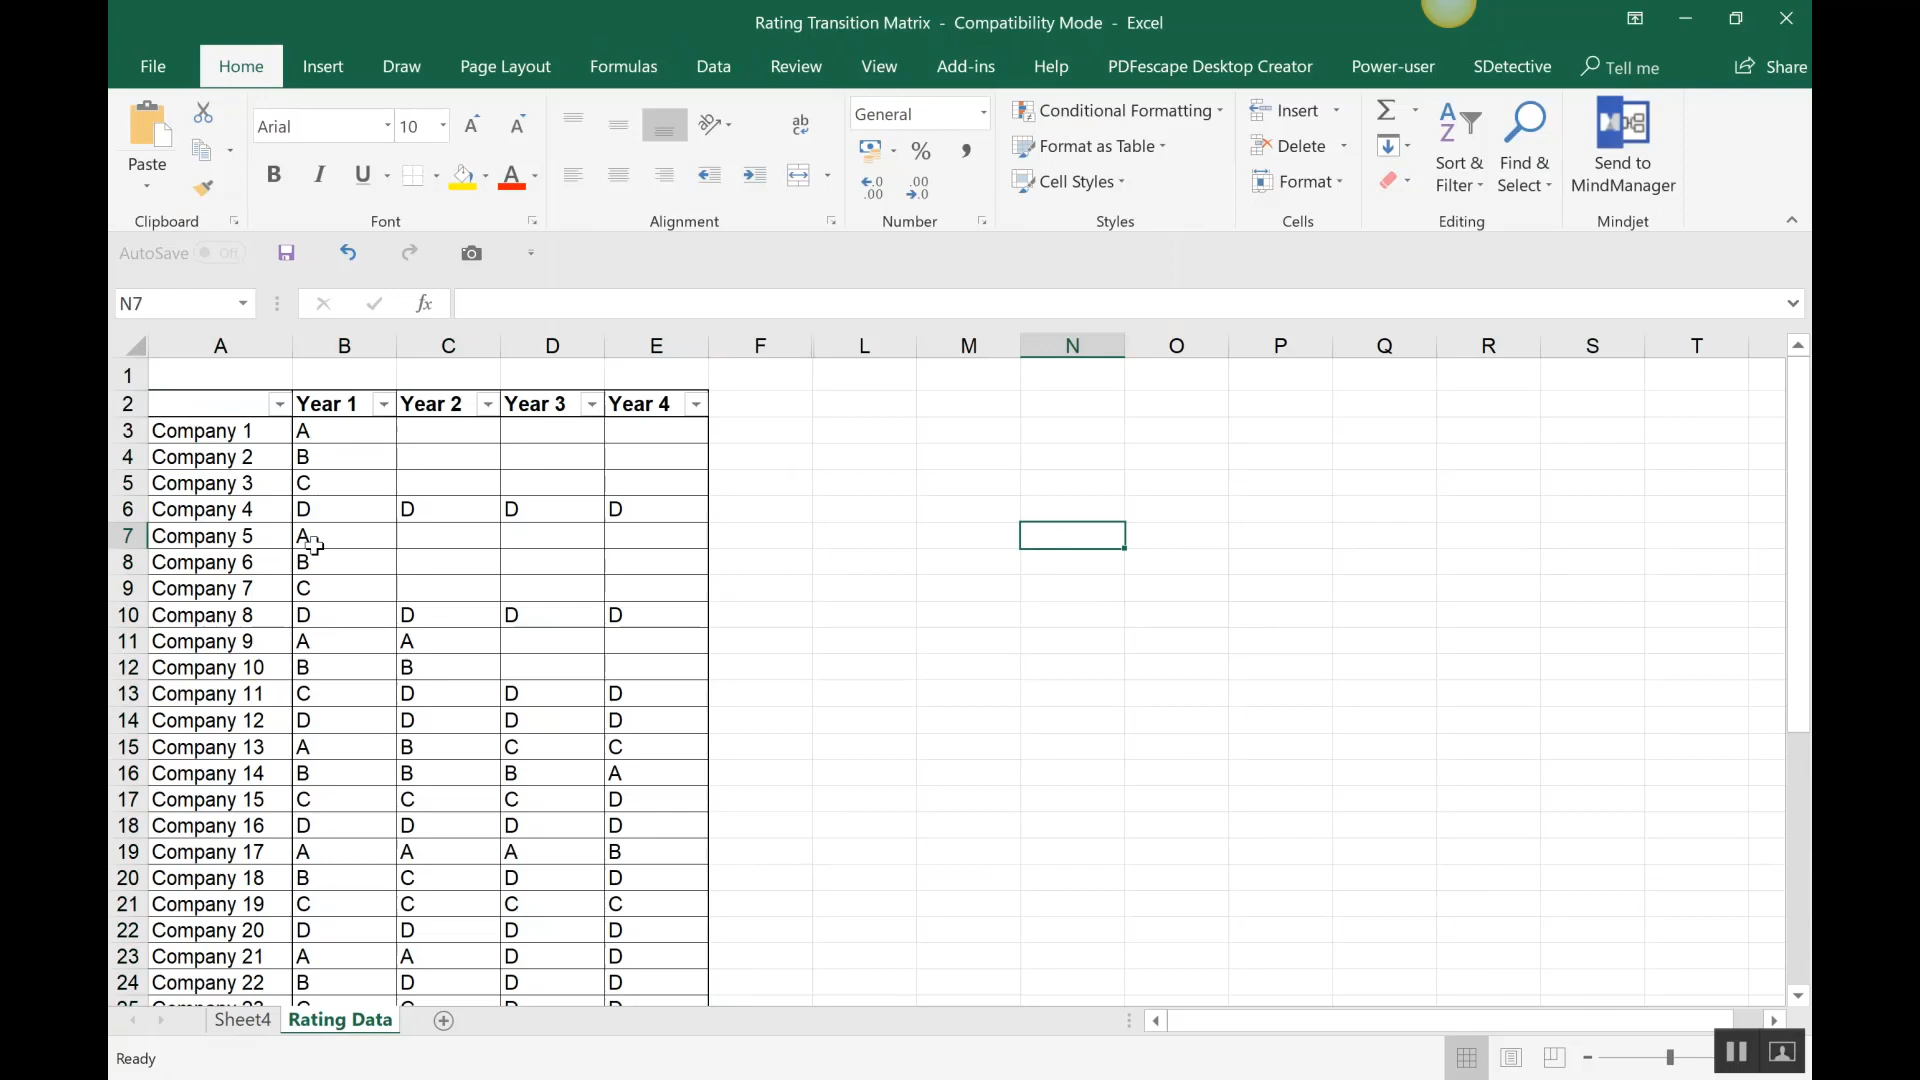 Rating Transition Matrix - Compatibility Mode - Excel
File Home Insert Draw Page Layout Formulas Data Review View Add-ins Help PDFescape Desktop Creator Power-user SDetective Tell me Share
Paste
Clipboard
Arial 10
B I U A
Font
ab
Alignment
General
% ,
Number
Conditional Formatting
Format as Table
Cell Styles
Styles
Insert
Delete
Format
Cells
Sort & Filter
Find & Select
Editing
Send to MindManager
Mindjet
AutoSave Off
N7 fx
A B C D E F L M N O P Q R S T
1
2 Year 1 Year 2 Year 3 Year 4
3 Company 1 A
4 Company 2 B
5 Company 3 C
6 Company 4 D D D D
7 Company 5 A
8 Company 6 B
9 Company 7 C
10 Company 8 D D D D
11 Company 9 A A
12 Company 10 B B
13 Company 11 C D D D
14 Company 12 D D D D
15 Company 13 A B C C
16 Company 14 B B B A
17 Company 15 C C C D
18 Company 16 D D D D
19 Company 17 A A A B
20 Company 18 B C D D
21 Company 19 C C C C
22 Company 20 D D D D
23 Company 21 A A D D
24 Company 22 B D D D
Sheet4 Rating Data
Ready